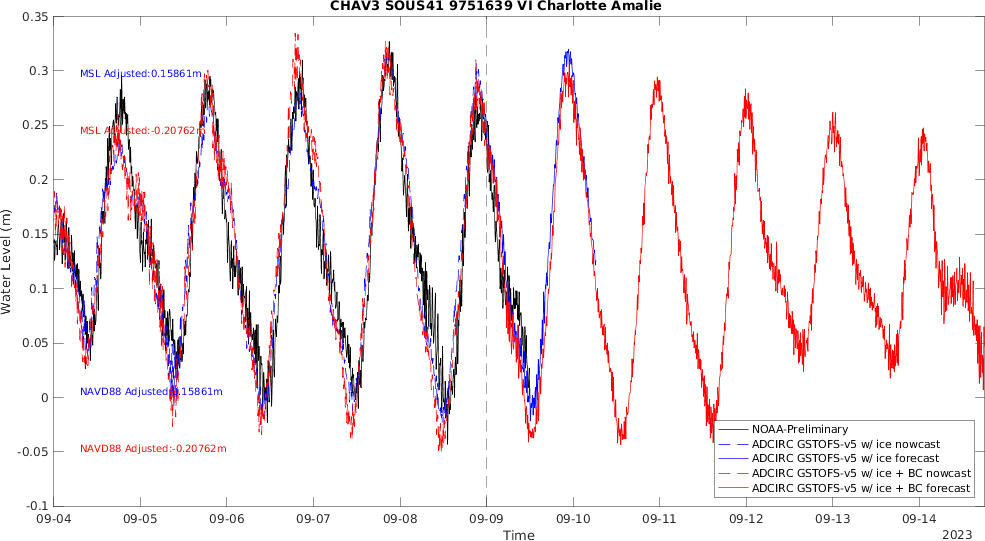 CHAV3 SOUS41 9751639 VI Charlotte Amalie
0.35
0.3
0.25
0.2
0.15
0.1
0.05
0
-0.05
-0.1
Water Level (m)
MSL Adjusted:0.15861m
MSL Adjusted:-0.20762m
NAVD88 Adjusted:0.15861m
NAVD88 Adjusted:-0.20762m
NOAA-Preliminary
ADCIRC GSTOFS-v5 w/ ice nowcast
ADCIRC GSTOFS-v5 w/ ice forecast
ADCIRC GSTOFS-v5 w/ ice + BC nowcast
ADCIRC GSTOFS-v5 w/ ice + BC forecast
09-04 09-05 09-06 09-07 09-08 09-09 09-10 09-11 09-12 09-13 09-14
Time
2023